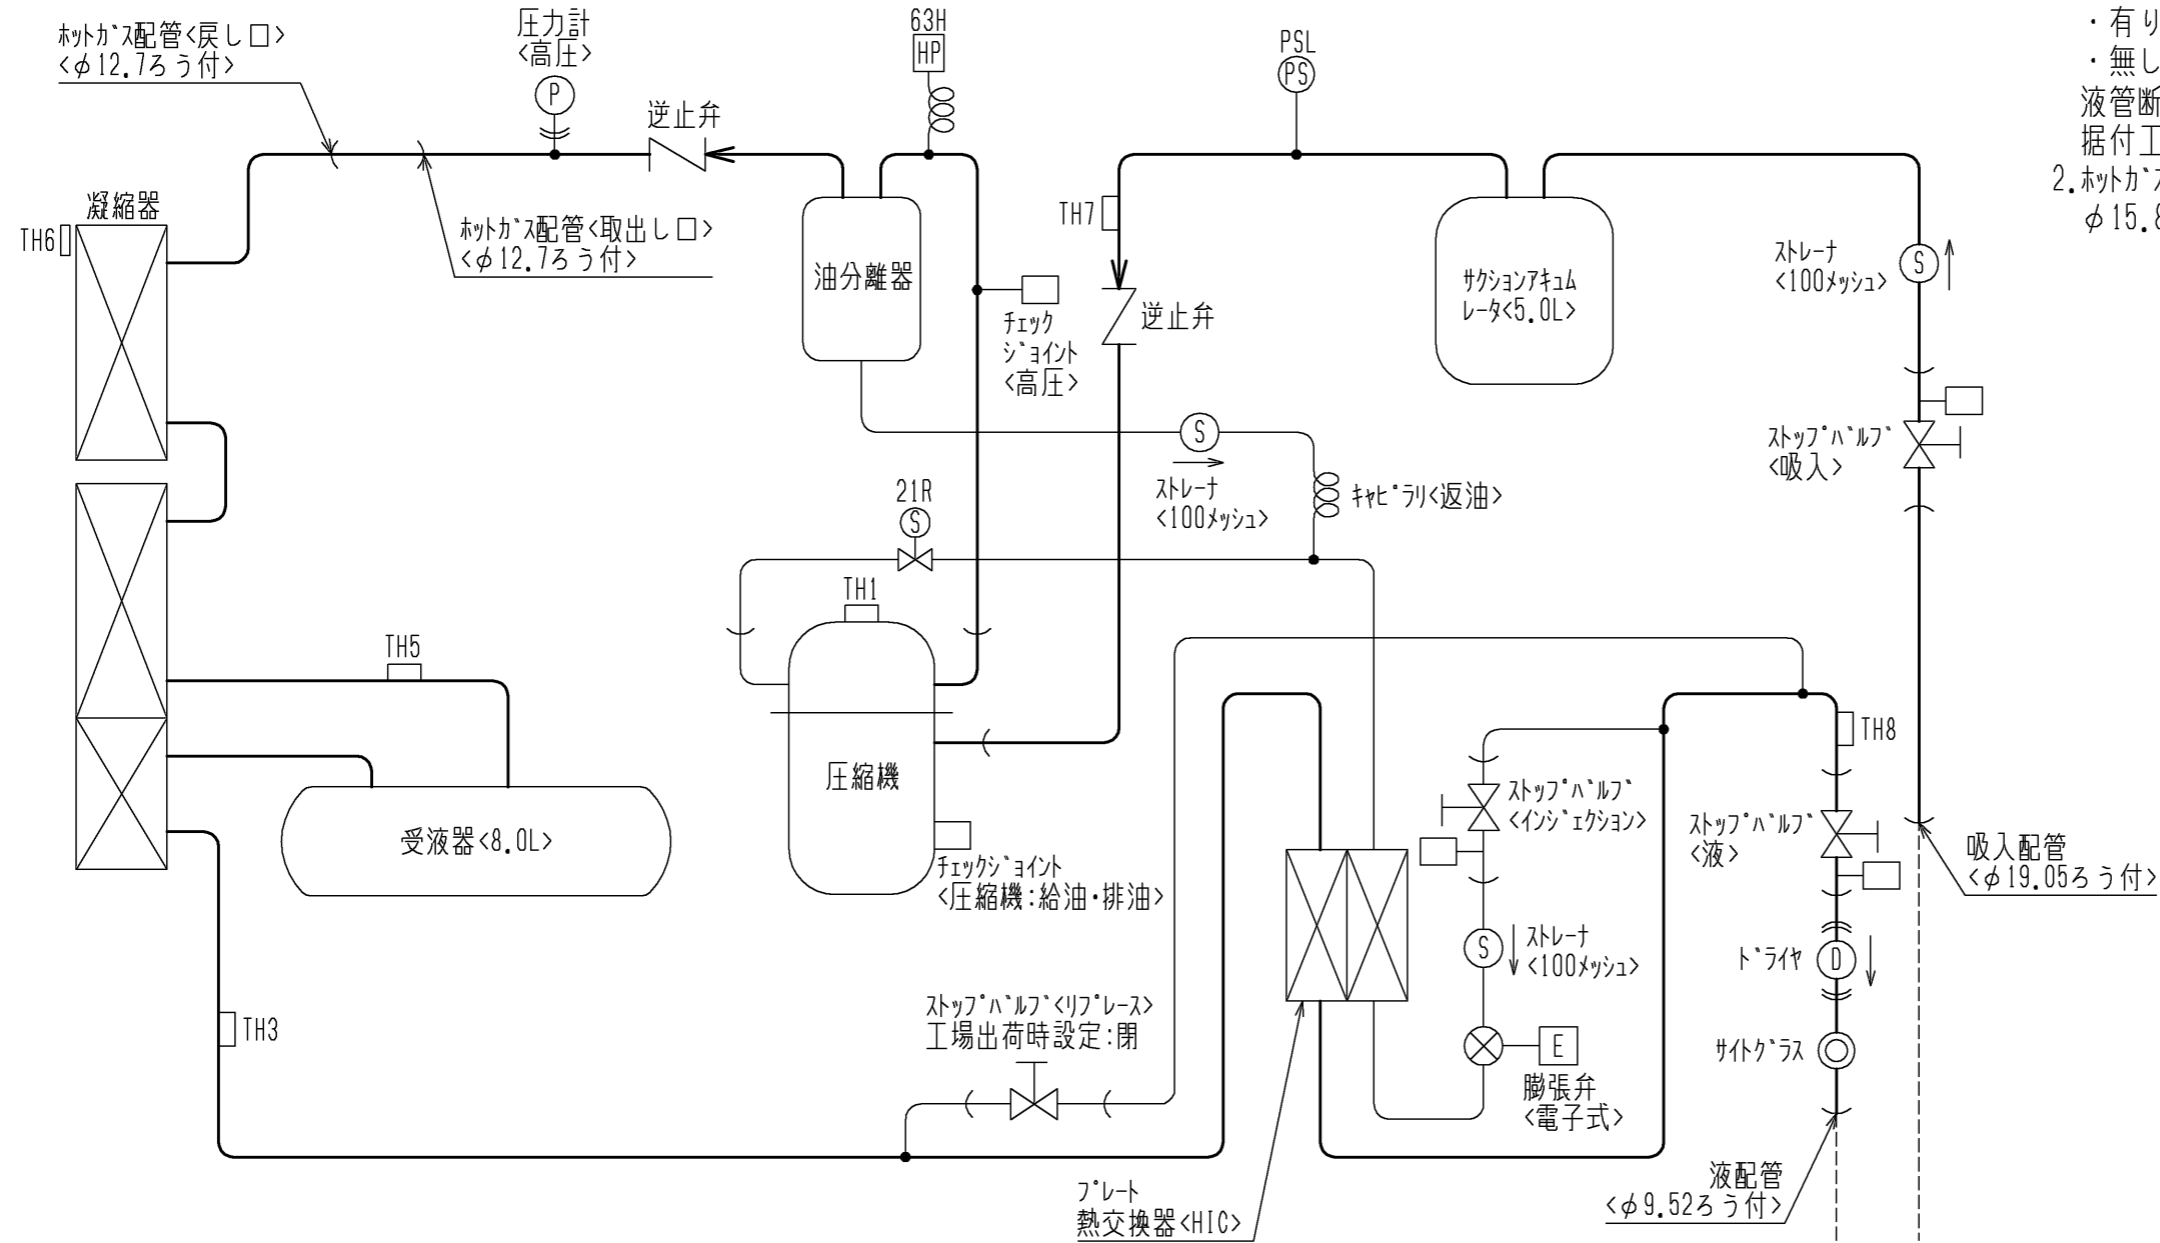 ホットガス配管<戻し口>
<φ12.7ろう付>
圧力計
<高圧>
P
63H
HP
逆止弁
PSL
PS
・有り
・無し
液管断
据付工
2.ホットガス
φ15.8
凝縮器
TH6
ホットガス配管<取出し口>
<φ12.7ろう付>
油分離器
チェック
ジョイント
<高圧>
TH7
逆止弁
サクションアキュム
レータ<5.0L>
ストレーナ
<100メッシュ>
S
ストップバルブ
<吸入>
S
ストレーナ
<100メッシュ>
キャピラリ<返油>
21R
S
TH1
TH5
圧縮機
受液器<8.0L>
チェックジョイント
<圧縮機:給油・排油>
TH8
ストップバルブ
<インジェクション>
ストップバルブ
<液>
吸入配管
<φ19.05ろう付>
S
ストレーナ
<100メッシュ>
ドライヤ
D
TH3
ストップバルブ<リプレース>
工場出荷時設定:閉
E
膨張弁
<電子式>
サイトグラス
プレート
熱交換器<HIC>
液配管
<φ9.52ろう付>